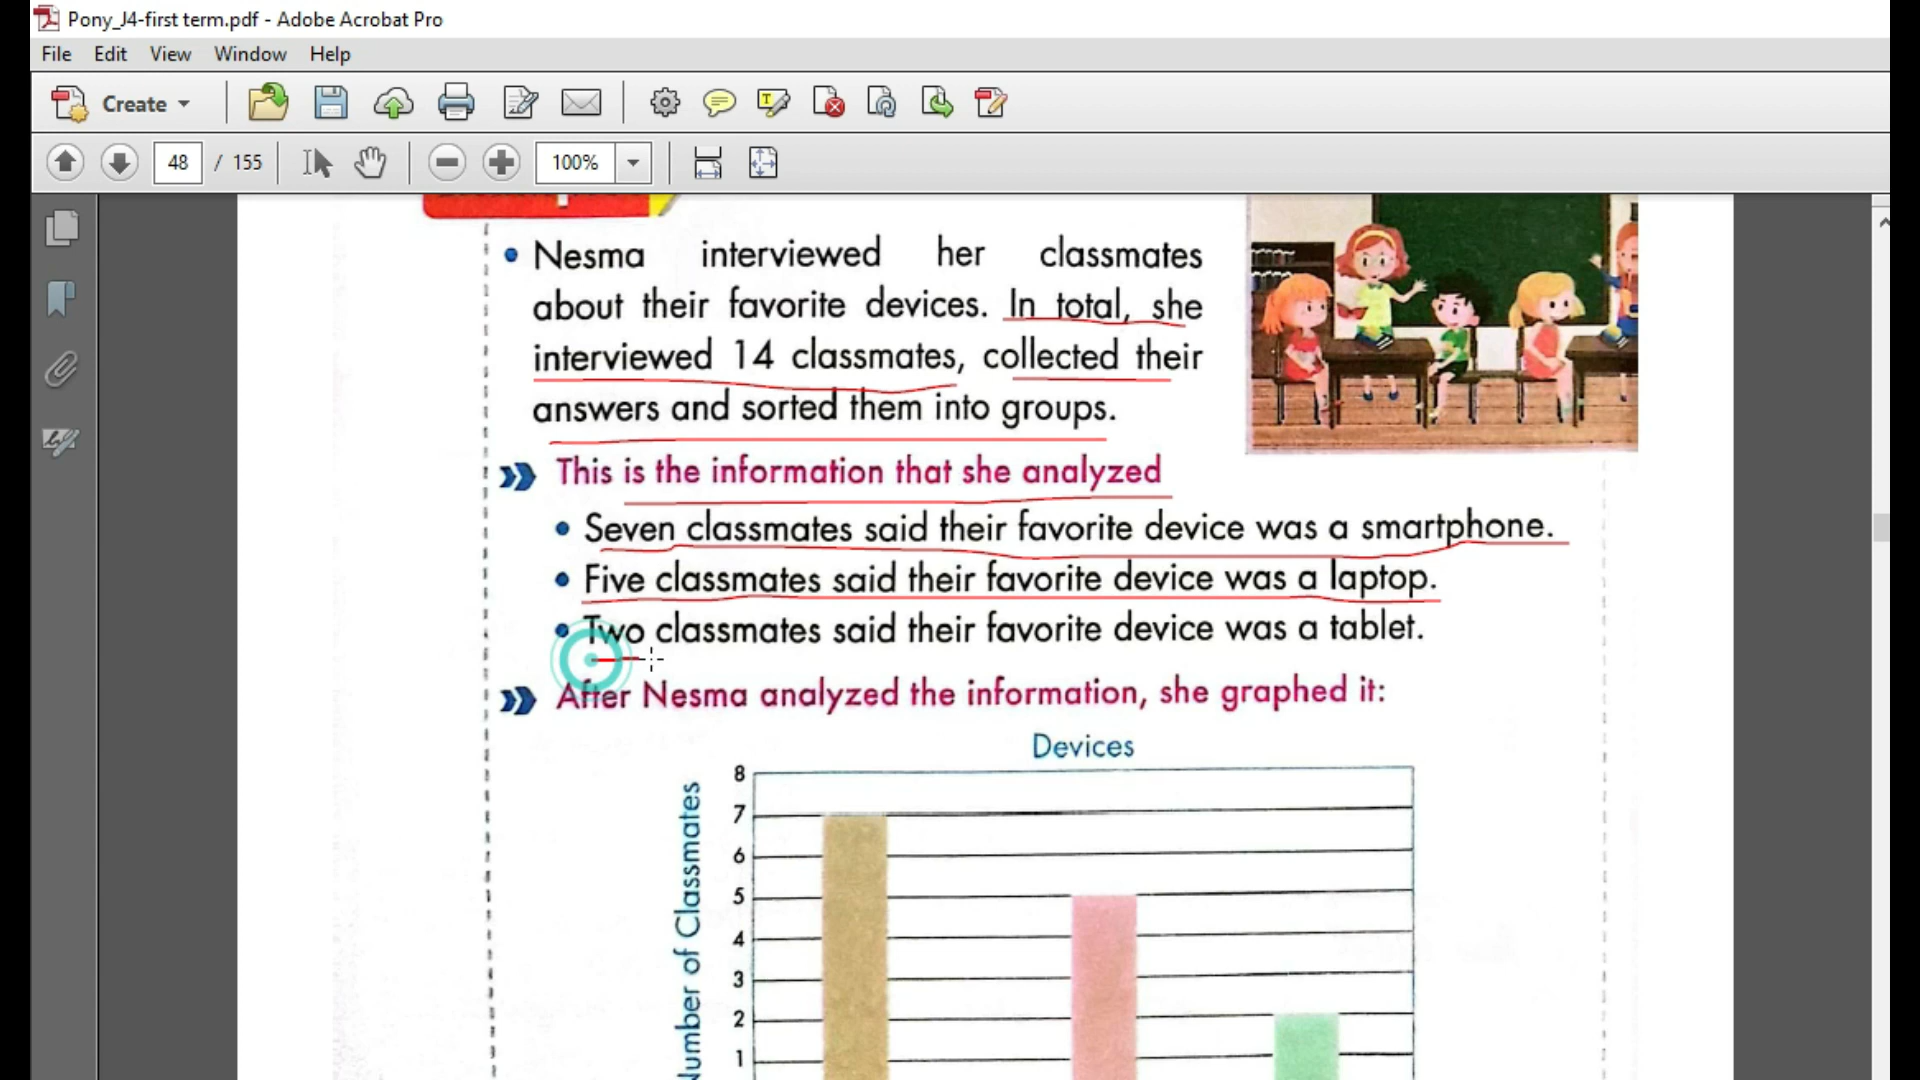 Pony_J4-first term.pdf - Adobe Acrobat Pro
File Edit View Window Help
Create
48 / 155 100%
• Nesma interviewed her classmates
about their favorite devices. In total, she
interviewed 14 classmates, collected their
answers and sorted them into groups.
This is the information that she analyzed
• Seven classmates said their favorite device was a smartphone.
• Five classmates said their favorite device was a laptop.
• Two classmates said their favorite device was a tablet.
After Nesma analyzed the information, she graphed it:
Devices
Number of Classmates
8
7
6
5
4
3
2
1